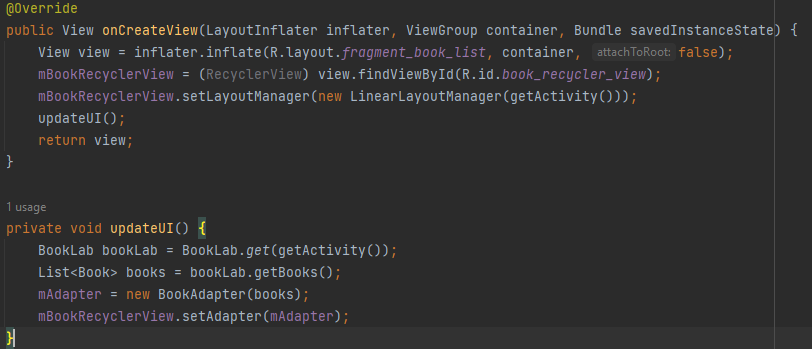 @Override
public View onCreateView(LayoutInflater inflater, ViewGroup container, Bundle savedInstanceState) {
View view = inflater.inflate(R.layout.fragment_book_list, container, attachToRoot: false);
mBookRecyclerView = (RecyclerView) view.findViewById(R.id.book_recycler_view);
mBookRecyclerView.setLayoutManager(new LinearLayoutManager(getActivity()));
updateUI();
return view;
}
1 usage
private void updateUI() {
BookLab bookLab = BookLab.get(getActivity());
List<Book> books = bookLab.getBooks();
mAdapter = new BookAdapter(books);
mBookRecyclerView.setAdapter(mAdapter);
}